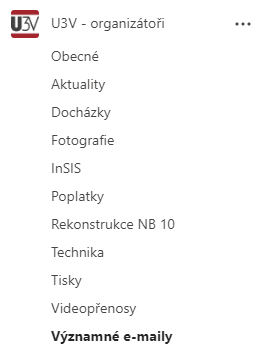 U3V
U3V - organizátoři
Obecné
Aktuality
Docházky
Fotografie
InSIS
Poplatky
Rekonstrukce NB 10
Technika
Tisky
Videopřenosy
Významné e-maily